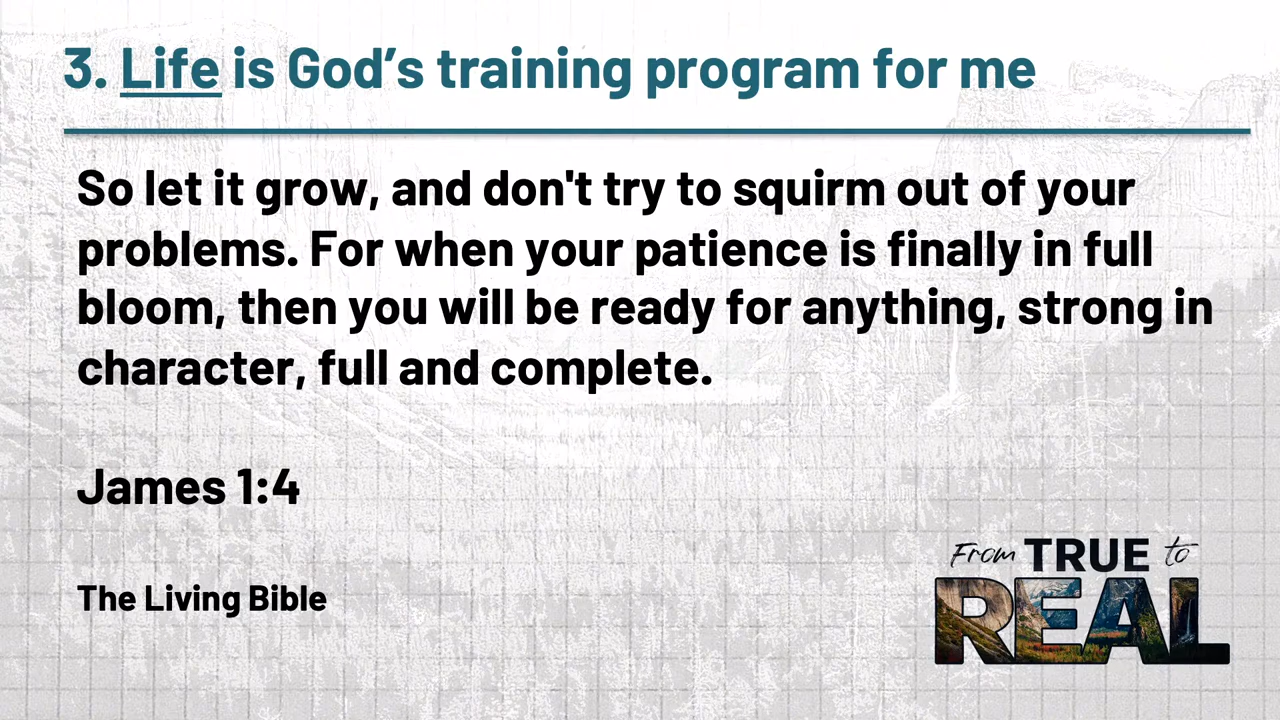 3. Life is God’s training program for me
So let it grow, and don't try to squirm out of your
problems. For when your patience is finally in full
bloom, then you will be ready for anything, strong in
character, full and complete.
James 1:4
The Living Bible
From TRUE to
REAL